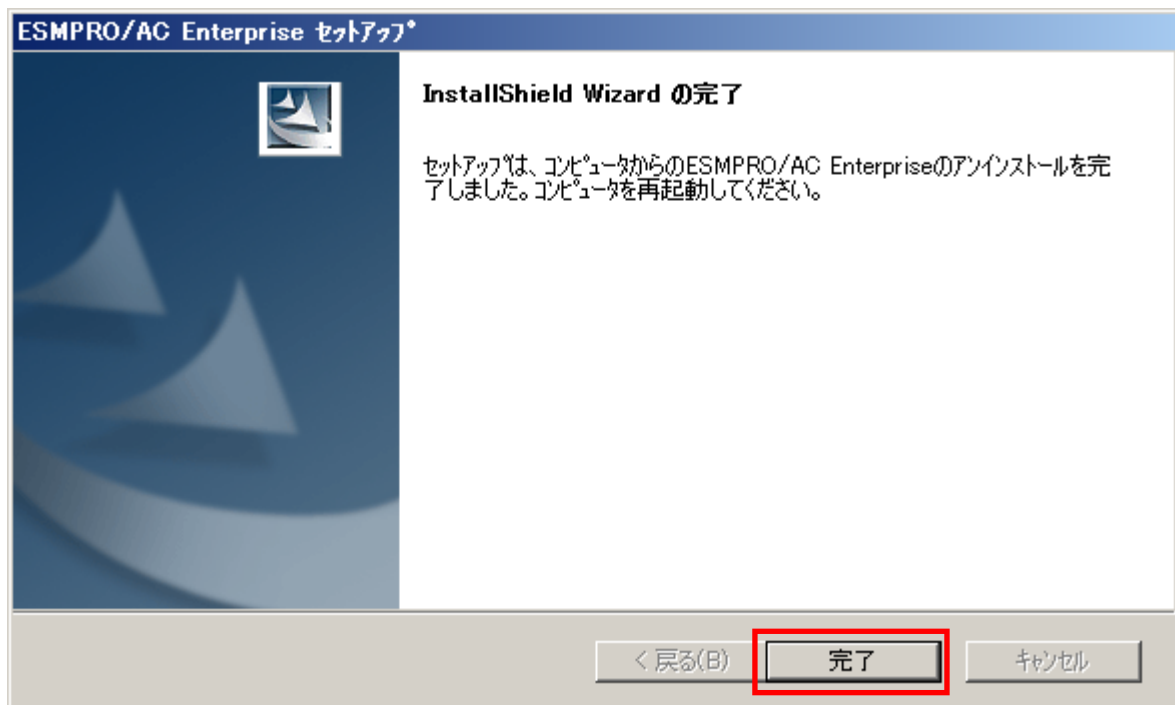 ESMPRO/AC Enterprise ｾｯﾄｱｯﾌﾟ
InstallShield Wizard の完了
ｾｯﾄｱｯﾌﾟは、ｺﾝﾋﾟｭｰﾀからのESMPRO/AC Enterpriseのｱﾝｲﾝｽﾄｰﾙを完
了しました。ｺﾝﾋﾟｭｰﾀを再起動してください。
< 戻る(B)
完了
ｷｬﾝｾﾙ